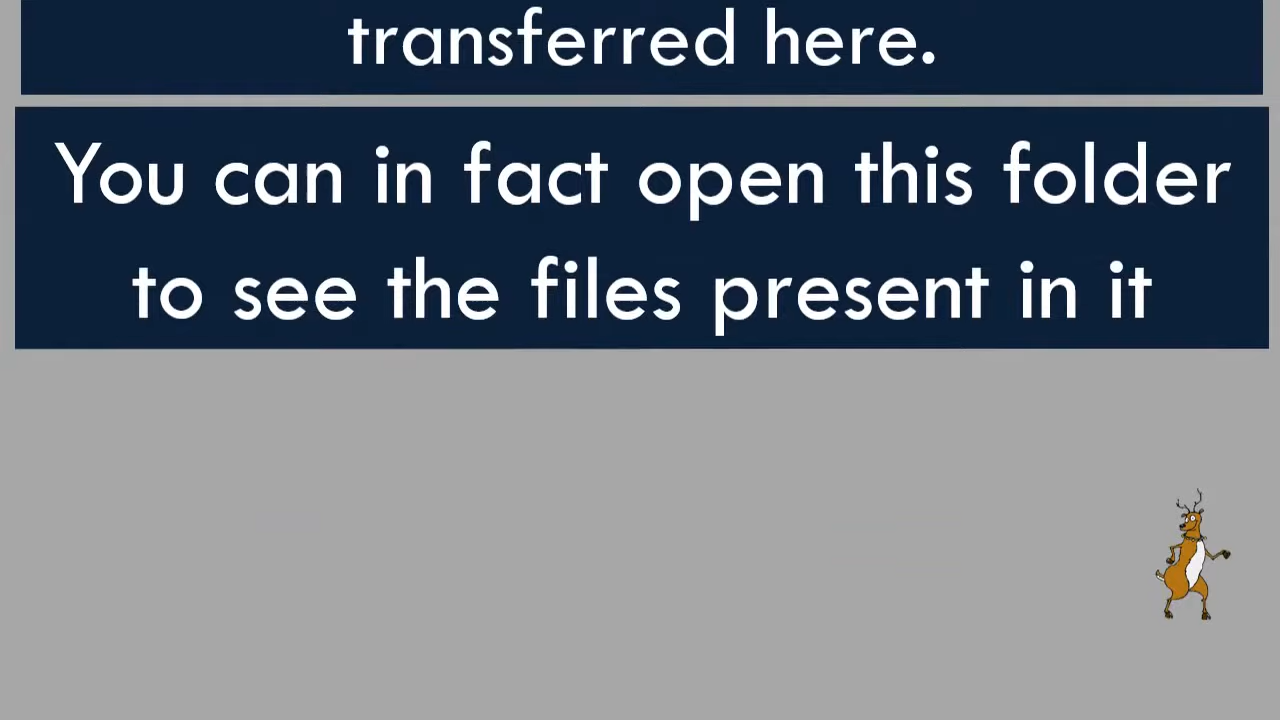 transferred here.
You can in fact open this folder
to see the files present in it